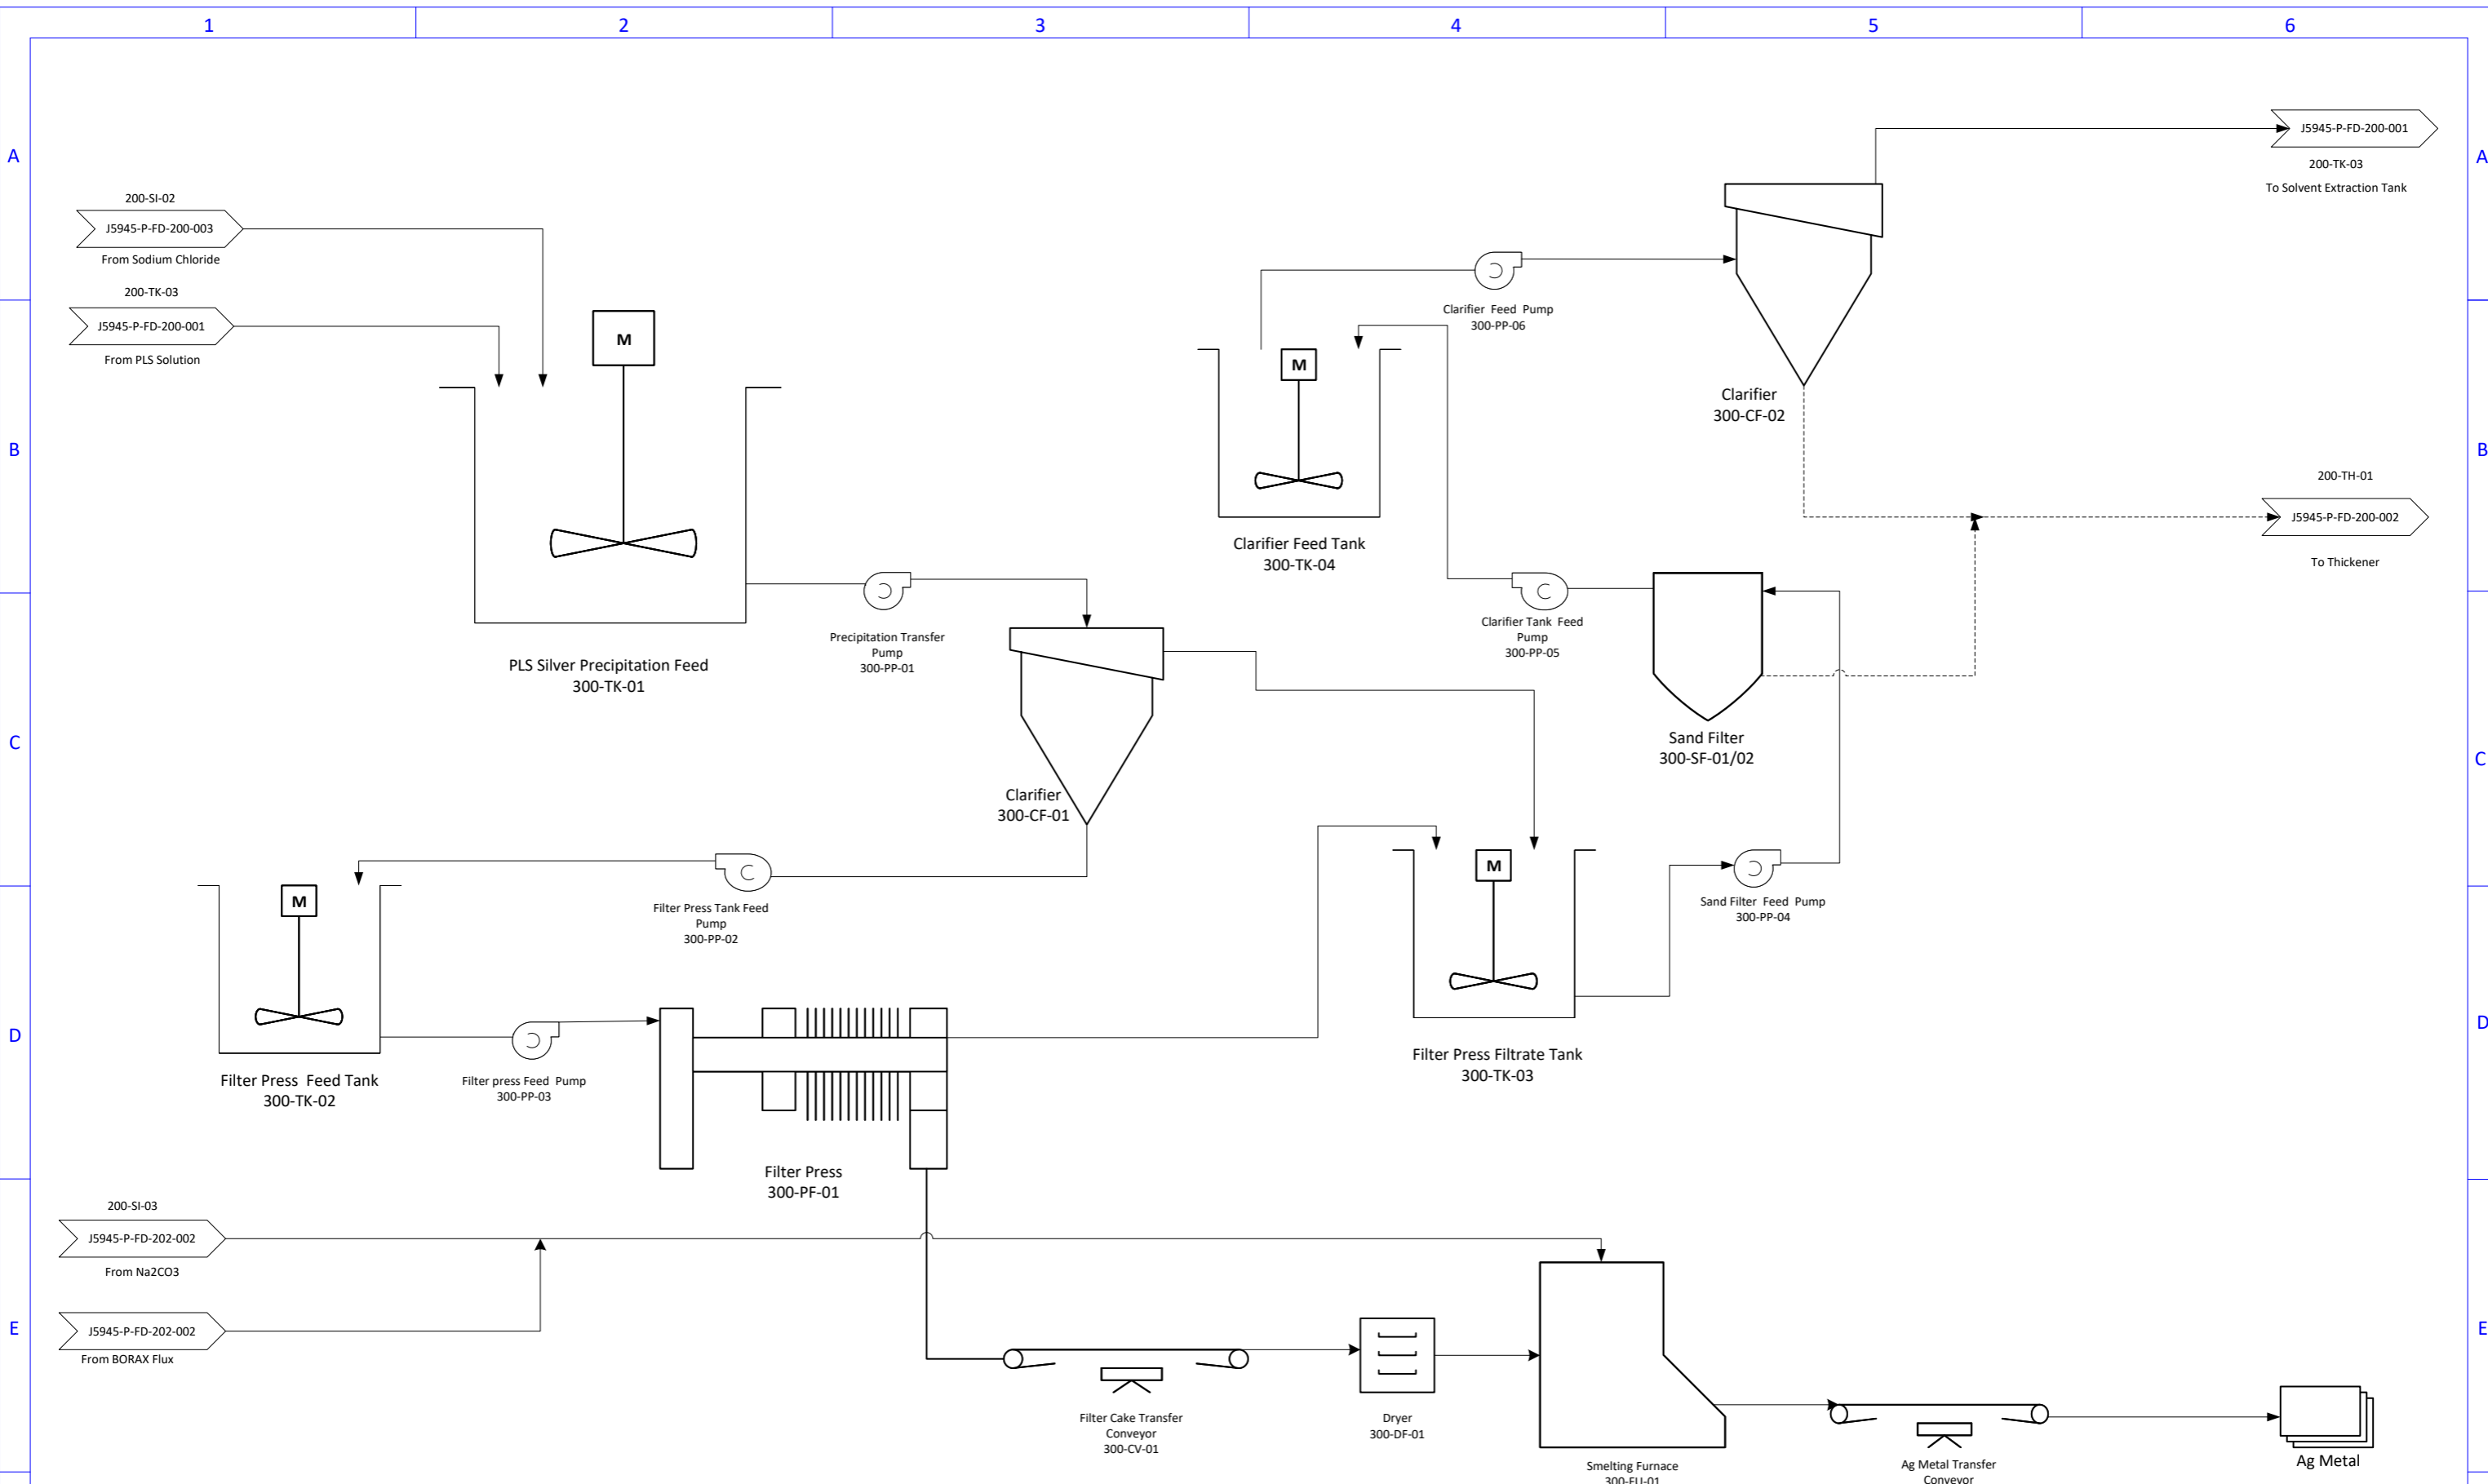 1
2
3
4
5
6
A
A
J5945-P-FD-200-001
200-TK-03
To Solvent Extraction Tank
200-SI-02
J5945-P-FD-200-003
From Sodium Chloride
200-TK-03
J5945-P-FD-200-001
From PLS Solution
M
Clarifier Feed Pump
300-PP-06
M
Clarifier
300-CF-02
B
B
200-TH-01
J5945-P-FD-200-002
To Thickener
Clarifier Feed Tank
300-TK-04
Precipitation Transfer
Pump
300-PP-01
Clarifier Tank Feed
Pump
300-PP-05
PLS Silver Precipitation Feed
300-TK-01
C
C
Sand Filter
300-SF-01/02
Clarifier
300-CF-01
M
M
Filter Press Tank Feed
Pump
300-PP-02
Sand Filter Feed Pump
300-PP-04
D
D
Filter Press Feed Tank
300-TK-02
Filter press Feed Pump
300-PP-03
Filter Press Filtrate Tank
300-TK-03
Filter Press
300-PF-01
200-SI-03
J5945-P-FD-202-002
From Na2CO3
E
E
J5945-P-FD-202-002
From BORAX Flux
Filter Cake Transfer
Conveyor
300-CV-01
Dryer
300-DF-01
Smelting Furnace
300-FU-01
Ag Metal Transfer
Conveyor
Ag Metal